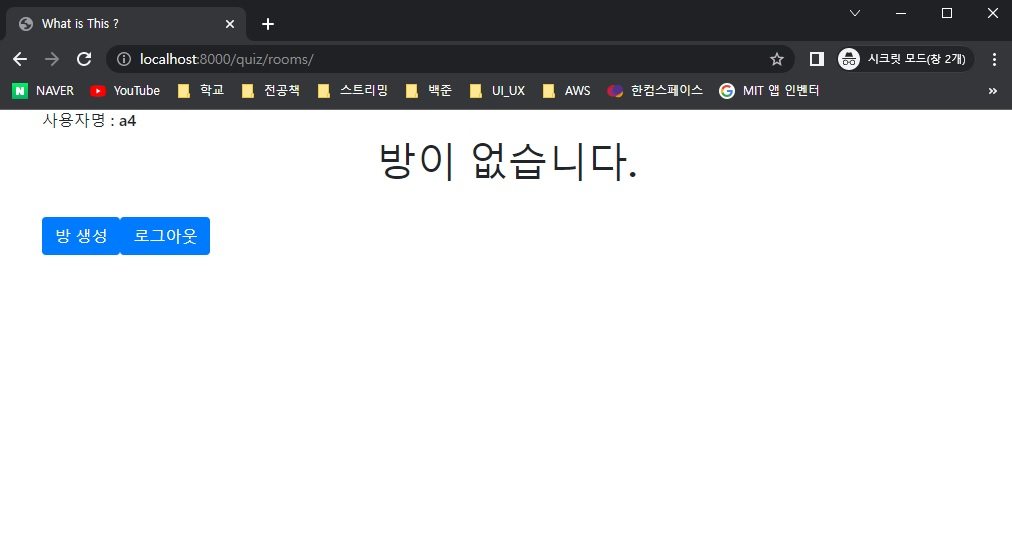 What is This ?
localhost:8000/quiz/rooms/
시크릿 모드(창 2개)
NAVER YouTube 학교 전공책 스트리밍 백준 UI_UX AWS 한컴스페이스 MIT 앱 인벤터 »
사용자명 : a4
방이 없습니다.
방 생성 로그아웃